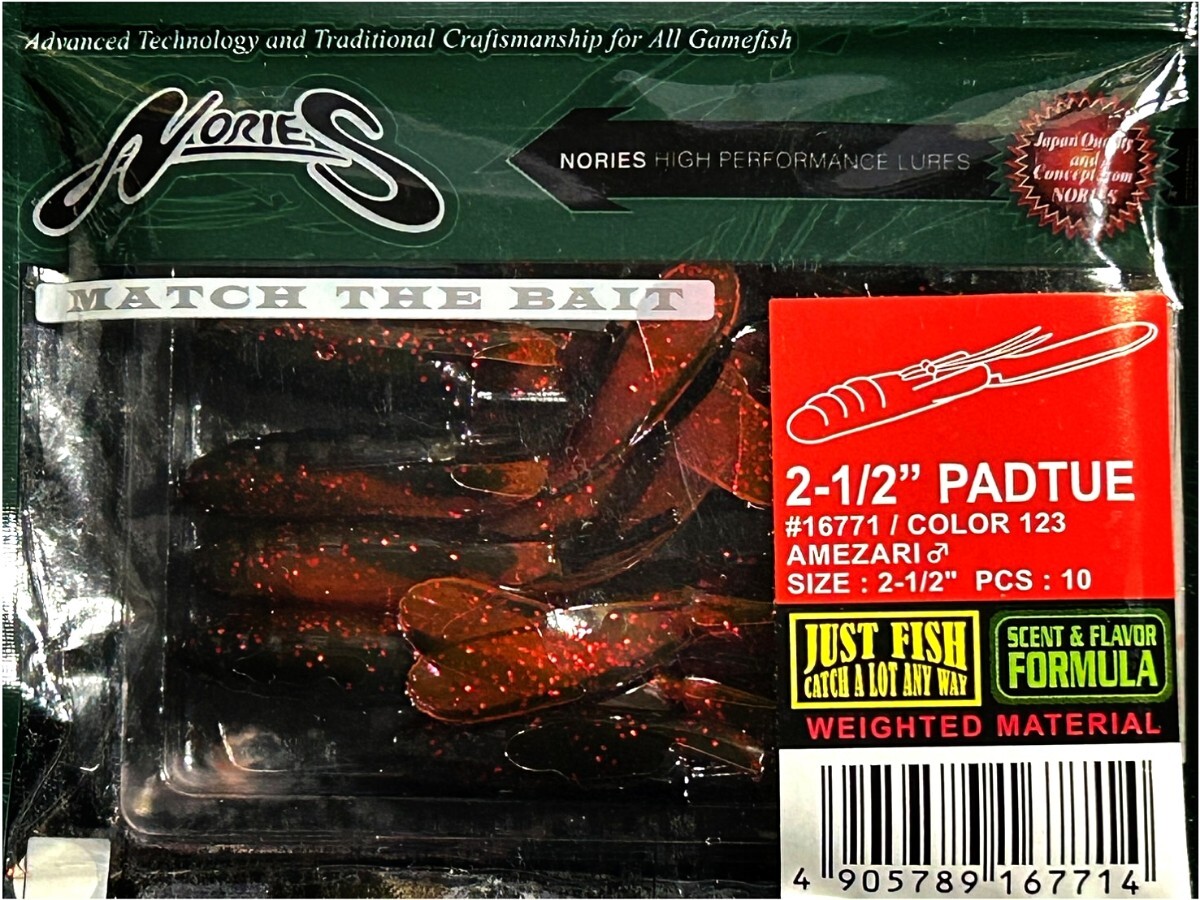 Advanced Technology and Traditional Craftsmanship for All Gamefish
NORIES
NORIES HIGH PERFORMANCE LURES
Japan Quality
and
Concept from
NORIES
MATCH THE BAIT
2-1/2” PADTUE
#16771 / COLOR 123
AMEZARI ♂
SIZE : 2-1/2" PCS : 10
JUST FISH
CATCH A LOT ANY WAY
SCENT & FLAVOR
FORMULA
WEIGHTED MATERIAL
4 905789 167714